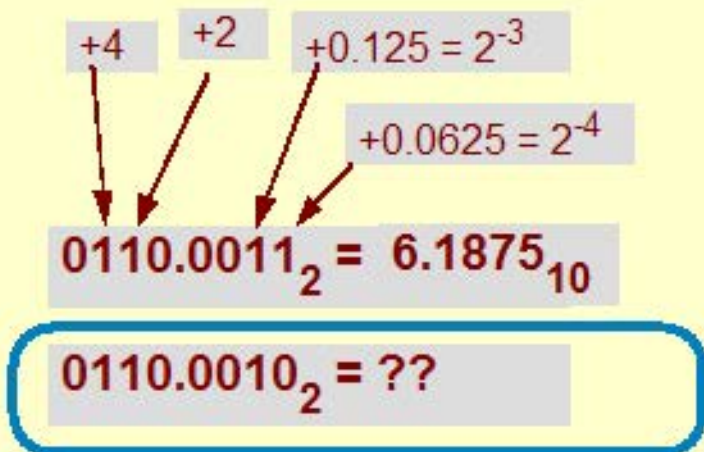 +4 +2 +0.125 = 2⁻³
+0.0625 = 2⁻⁴
0110.0011₂ = 6.1875₁₀
0110.0010₂ = ??